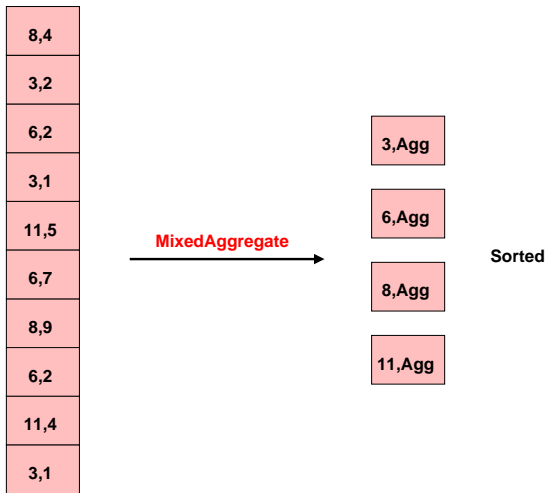 8,4
3,2
6,2
3,1
11,5
6,7
8,9
6,2
11,4
3,1
MixedAggregate
3,Agg
6,Agg
8,Agg
11,Agg
Sorted